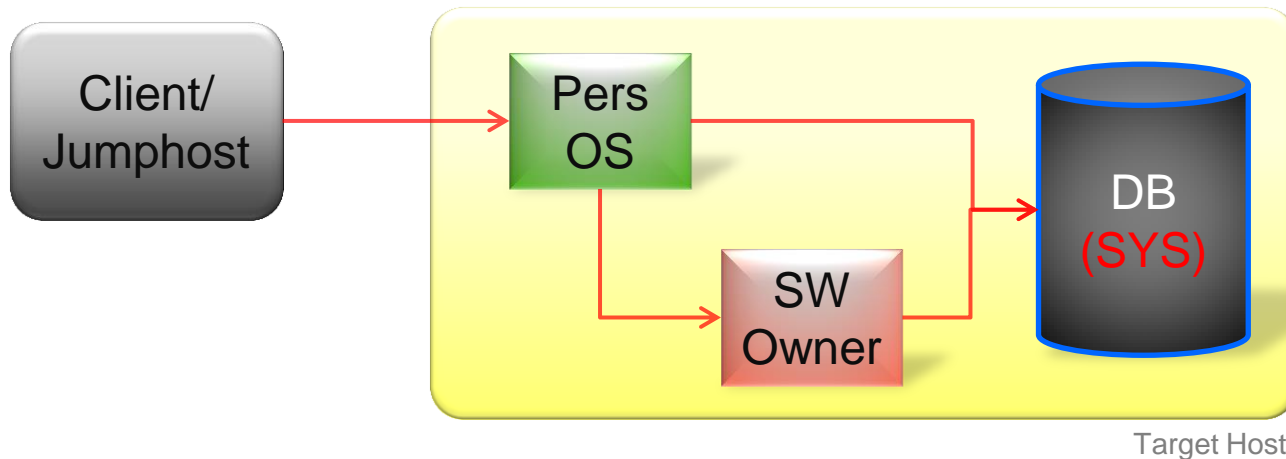 Client/
Jumphost
Pers
OS
SW
Owner
DB
(SYS)
Target Host